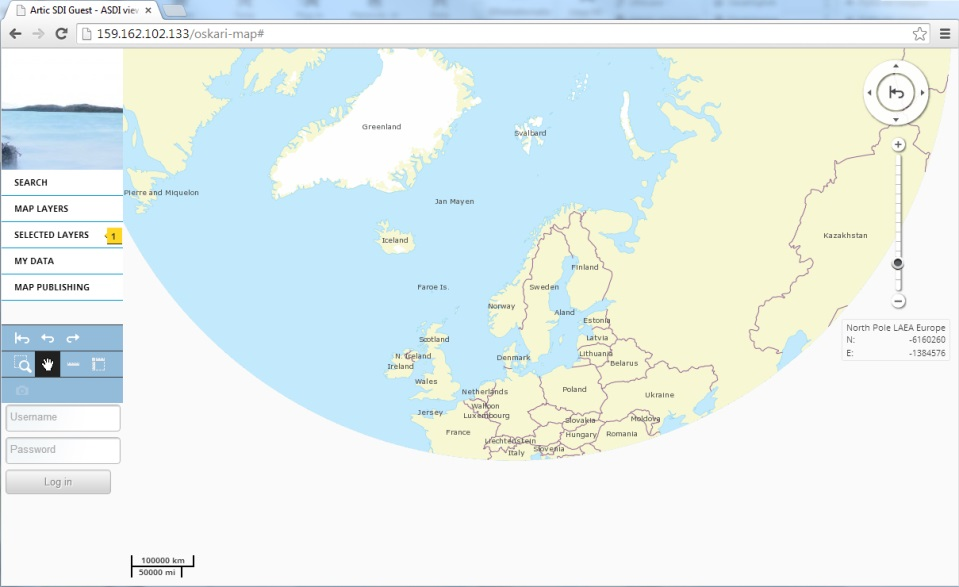 Artic SDI Guest - ASDI view
159.162.102.133/oskari-map#
SEARCH
MAP LAYERS
SELECTED LAYERS 1
MY DATA
MAP PUBLISHING
Username
Password
Log in
Greenland
Svalbard
Pierre and Miquelon
Jan Mayen
Iceland
Kazakhstan
Finland
Faroe Is.
Sweden
Norway
Aland
Estonia
Scotland
Latvia
N. Ireland
Denmark
Lithuania
Ireland
Belarus
Wales
Netherlands
Poland
Ukraine
Walloon
Jersey
Luxembourg
Slovakia
Moldova
France
Hungary
Romania
Liechtenstein
Slovenia
Italy
North Pole LAEA Europe
N: -6160260
E: -1384576
100000 km
50000 mi